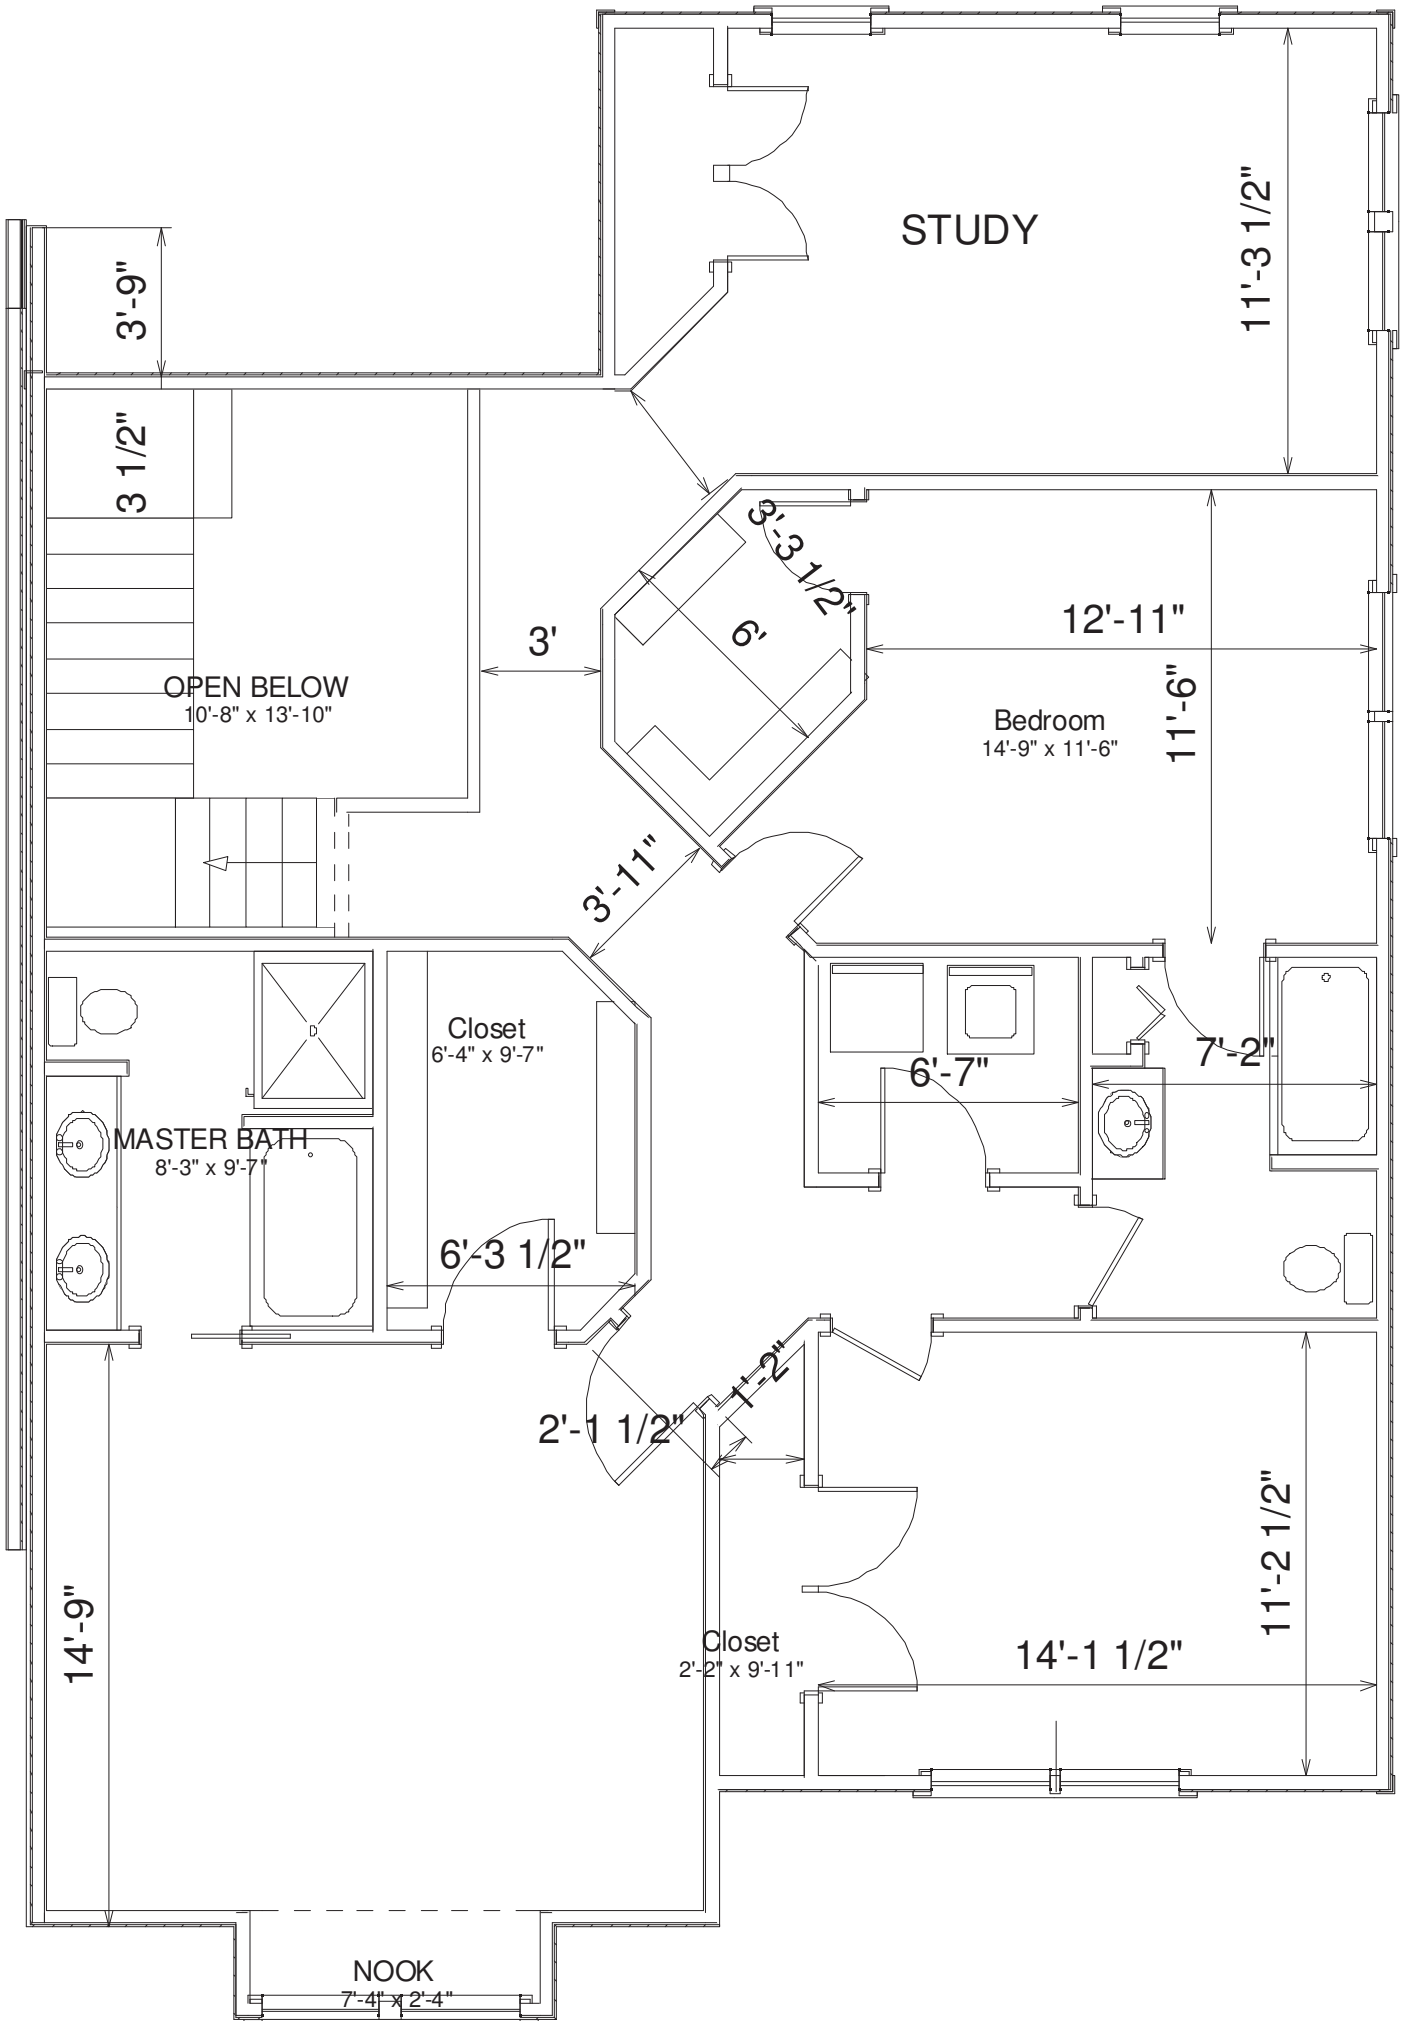 STUDY
11'-3 1/2"
3'-9"
3 1/2"
3'-3 1/2"
6'
3'
12'-11"
11'-6"
OPEN BELOW
10'-8" x 13'-10"
Bedroom
14'-9" x 11'-6"
3'-11"
Closet
6'-4" x 9'-7"
6'-7"
7'-2"
MASTER BATH
8'-3" x 9'-7"
6'-3 1/2"
1'-2"
2'-1 1/2"
11'-2 1/2"
14'-9"
Closet
2'-2" x 9'-11"
14'-1 1/2"
NOOK
7'-4" x 2'-4"